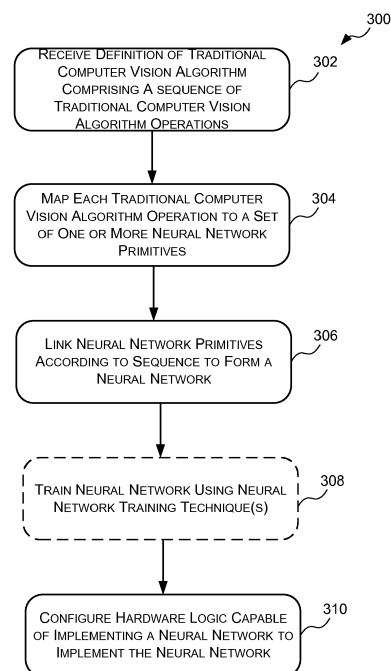 300
RECEIVE DEFINITION OF TRADITIONAL
COMPUTER VISION ALGORITHM
COMPRISING A SEQUENCE OF
TRADITIONAL COMPUTER VISION
ALGORITHM OPERATIONS
302
MAP EACH TRADITIONAL COMPUTER
VISION ALGORITHM OPERATION TO A SET
OF ONE OR MORE NEURAL NETWORK
PRIMITIVES
304
LINK NEURAL NETWORK PRIMITIVES
ACCORDING TO SEQUENCE TO FORM A
NEURAL NETWORK
306
TRAIN NEURAL NETWORK USING NEURAL
NETWORK TRAINING TECHNIQUE(S)
308
CONFIGURE HARDWARE LOGIC CAPABLE
OF IMPLEMENTING A NEURAL NETWORK TO
IMPLEMENT THE NEURAL NETWORK
310